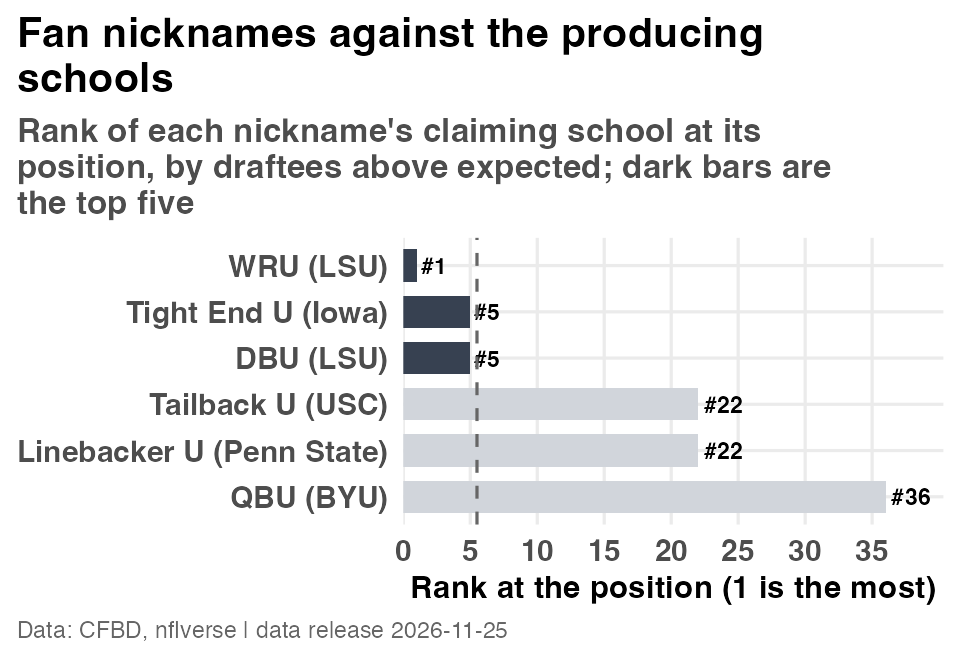 Fan nicknames against the producing
schools
Rank of each nickname's claiming school at its
position, by draftees above expected; dark bars are
the top five
WRU (LSU)
#1
Tight End U (Iowa)
#5
DBU (LSU)
#5
Tailback U (USC)
#22
Linebacker U (Penn State)
#22
QBU (BYU)
#36
0 5 10 15 20 25 30 35
Rank at the position (1 is the most)
Data: CFBD, nflverse | data release 2026-11-25